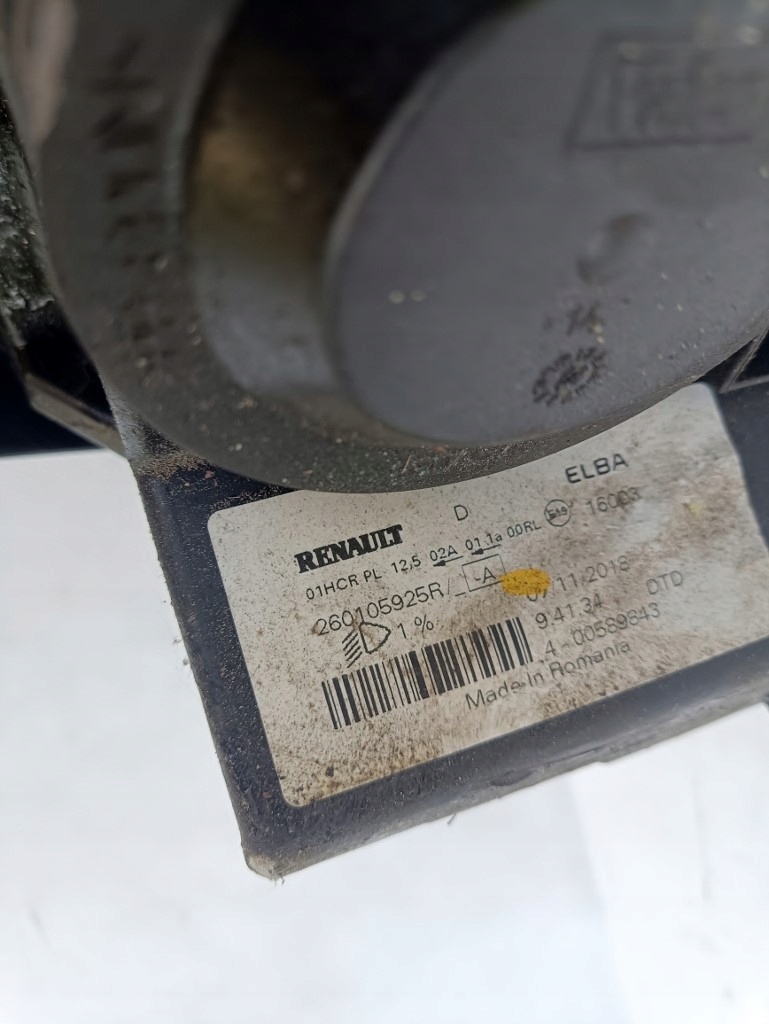 ELBA
RENAULT D
01HCR PL 12,5 02A 01 1a 00RL E19 16003
260105925R/_ -A 11.2018
1% 9:41:34 DTD
4-00589843
Made In Romania